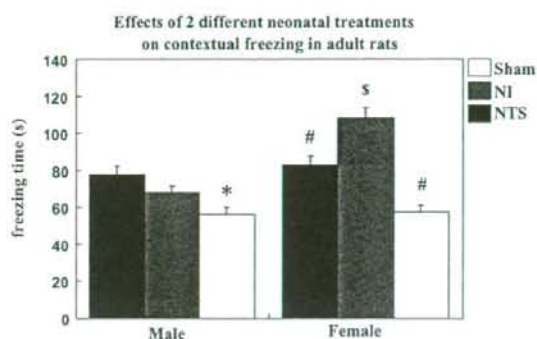 Effects of 2 different neonatal treatments
on contextual freezing in adult rats
140
120
100
80
60
40
20
0
freezing time (s)
*
#
$
#
Sham
NI
NTS
Male
Female